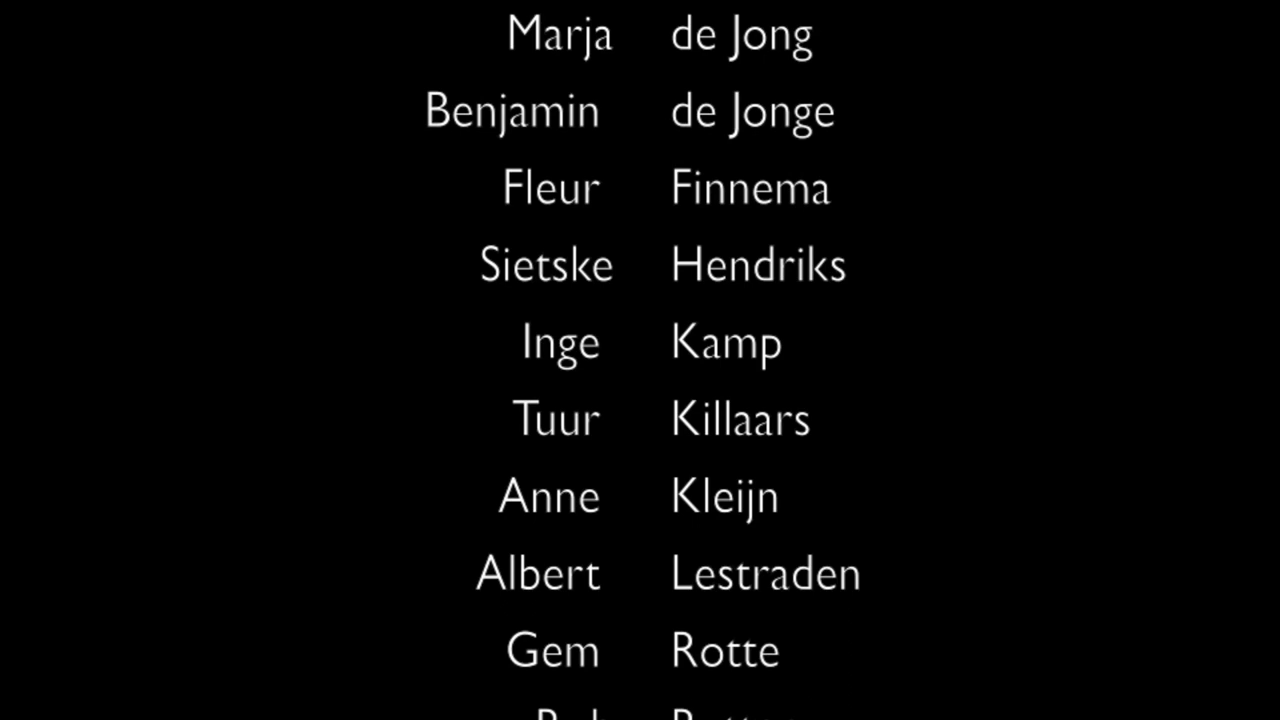 Marja de Jong
Benjamin de Jonge
Fleur Finnema
Sietske Hendriks
Inge Kamp
Tuur Killaars
Anne Kleijn
Albert Lestraden
Gem Rotte